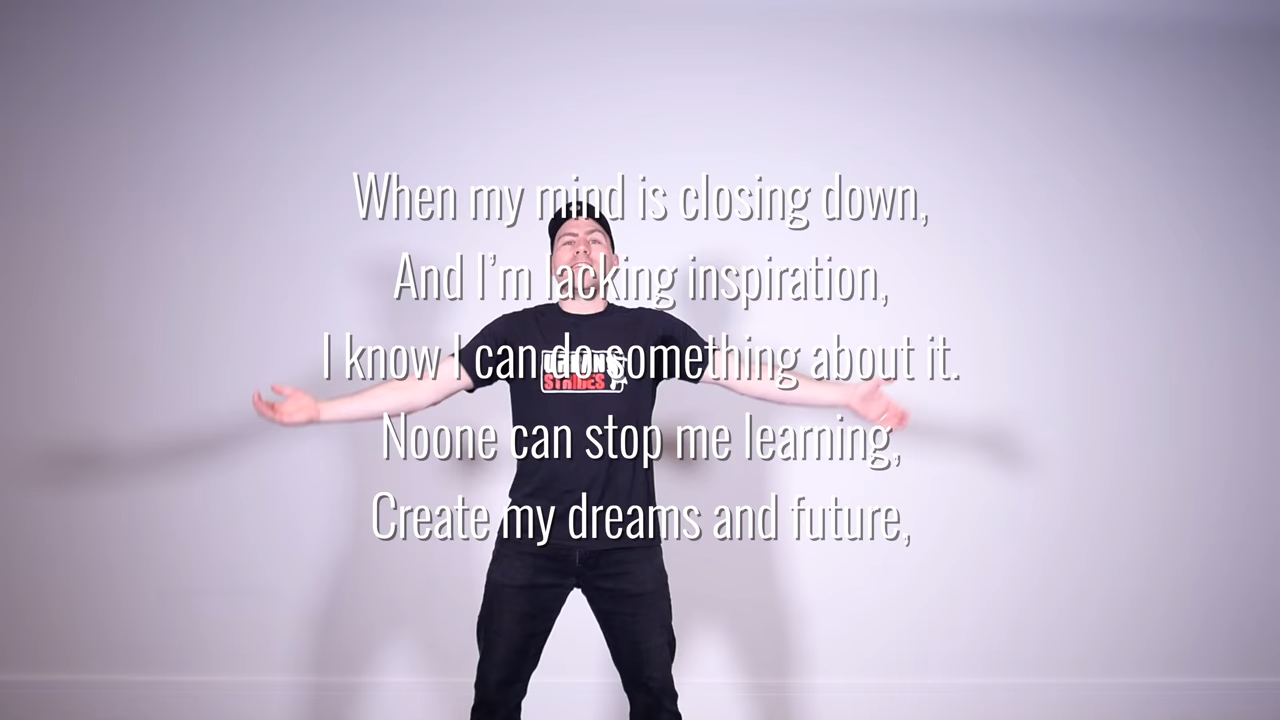 When my mind is closing down,
And I’m lacking inspiration,
I know I can do something about it.
Noone can stop me learning,
Create my dreams and future,
STRIDES